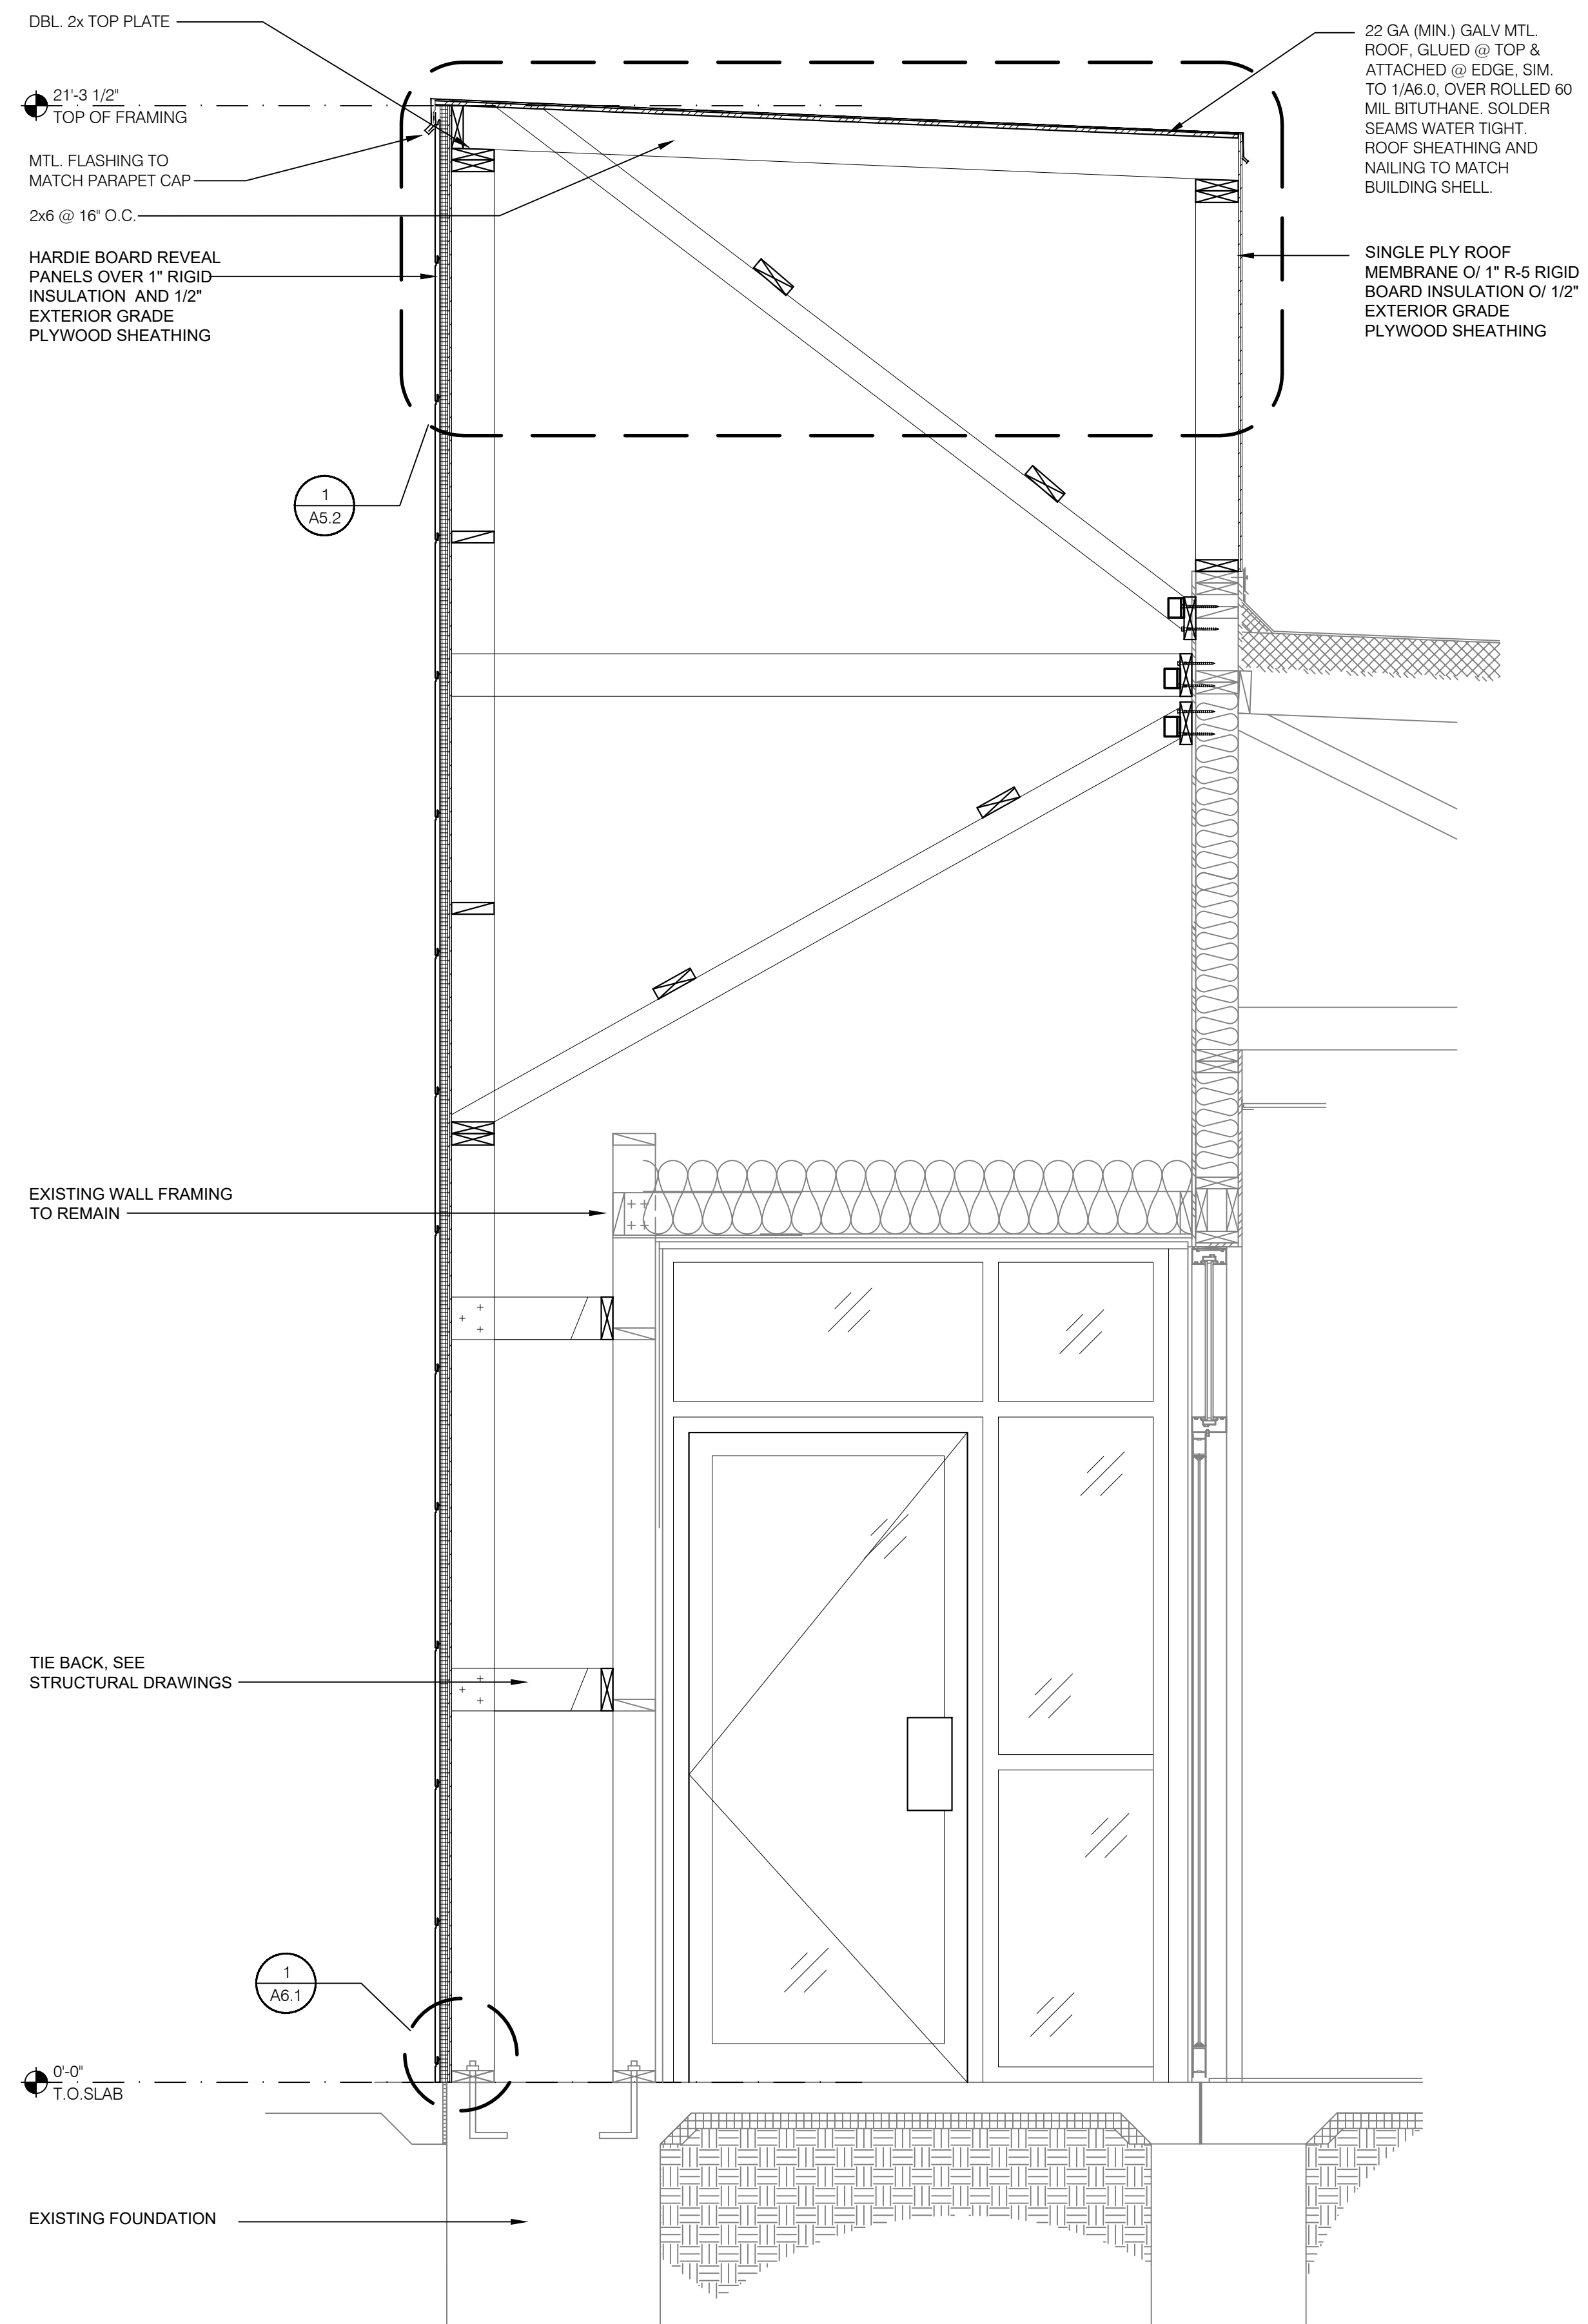 DBL. 2x TOP PLATE
21'-3 1/2"
TOP OF FRAMING
MTL. FLASHING TO
MATCH PARAPET CAP
2x6 @ 16" O.C.
HARDIE BOARD REVEAL
PANELS OVER 1" RIGID
INSULATION AND 1/2"
EXTERIOR GRADE
PLYWOOD SHEATHING
22 GA (MIN.) GALV MTL.
ROOF, GLUED @ TOP &
ATTACHED @ EDGE, SIM.
TO 1/A6.0, OVER ROLLED 60
MIL BITUTHANE. SOLDER
SEAMS WATER TIGHT.
ROOF SHEATHING AND
NAILING TO MATCH
BUILDING SHELL.
SINGLE PLY ROOF
MEMBRANE O/ 1" R-5 RIGID
BOARD INSULATION O/ 1/2"
EXTERIOR GRADE
PLYWOOD SHEATHING
1
A5.2
EXISTING WALL FRAMING
TO REMAIN
TIE BACK, SEE
STRUCTURAL DRAWINGS
1
A6.1
0'-0"
T.O.SLAB
EXISTING FOUNDATION